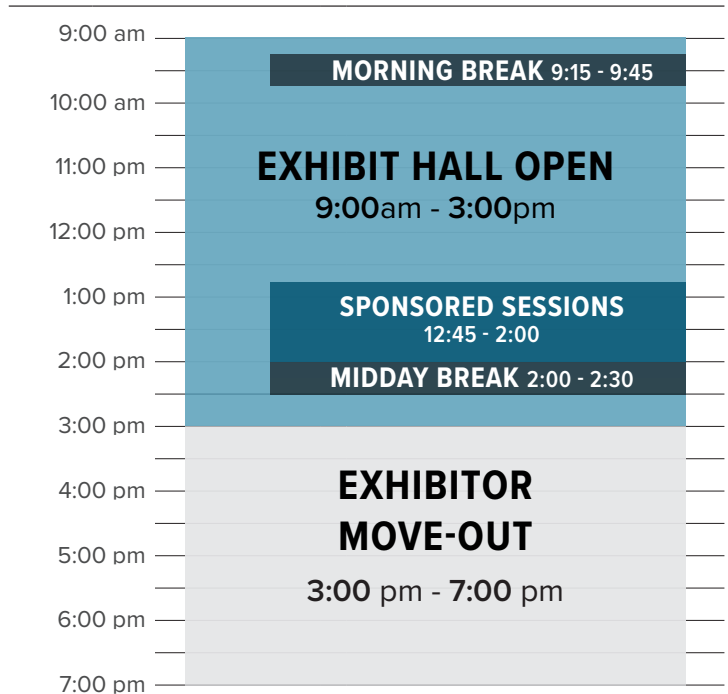 9:00 am
MORNING BREAK 9:15 - 9:45
10:00 am
11:00 pm
EXHIBIT HALL OPEN
9:00am - 3:00pm
12:00 pm
1:00 pm
SPONSORED SESSIONS
12:45 - 2:00
2:00 pm
MIDDAY BREAK 2:00 - 2:30
3:00 pm
4:00 pm
EXHIBITOR
MOVE-OUT
5:00 pm
3:00 pm - 7:00 pm
6:00 pm
7:00 pm